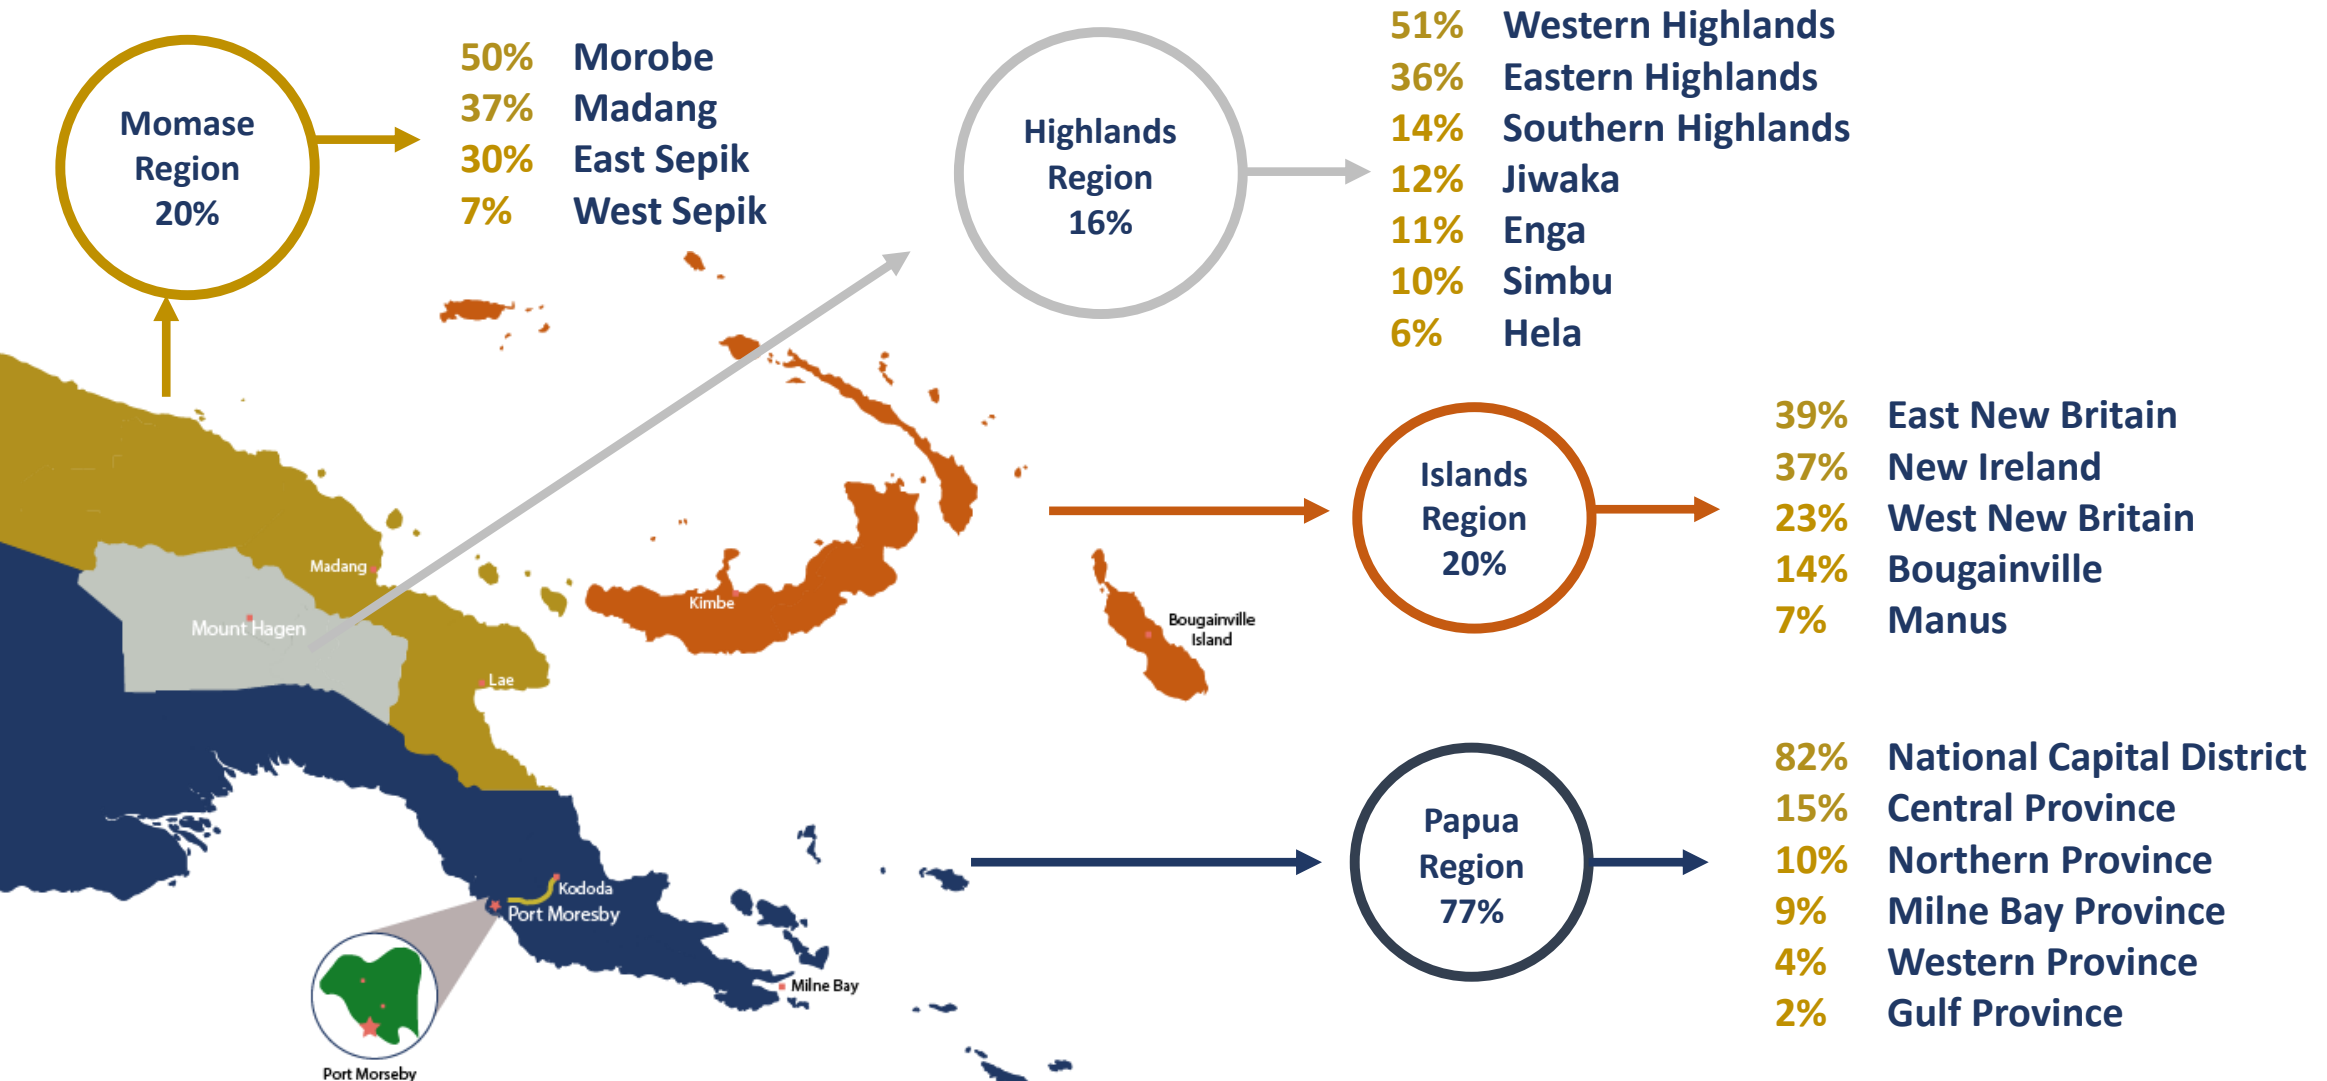 Momase
Region
20%
50% Morobe
37% Madang
30% East Sepik
7% West Sepik
Highlands
Region
16%
51% Western Highlands
36% Eastern Highlands
14% Southern Highlands
12% Jiwaka
11% Enga
10% Simbu
6% Hela
Islands
Region
20%
39% East New Britain
37% New Ireland
23% West New Britain
14% Bougainville
7% Manus
Papua
Region
77%
82% National Capital District
15% Central Province
10% Northern Province
9% Milne Bay Province
4% Western Province
2% Gulf Province
Madang
Mount Hagen
Kimbe
Bougainville
Island
Lae
Kododa
Port Moresby
Milne Bay
Port Morseby